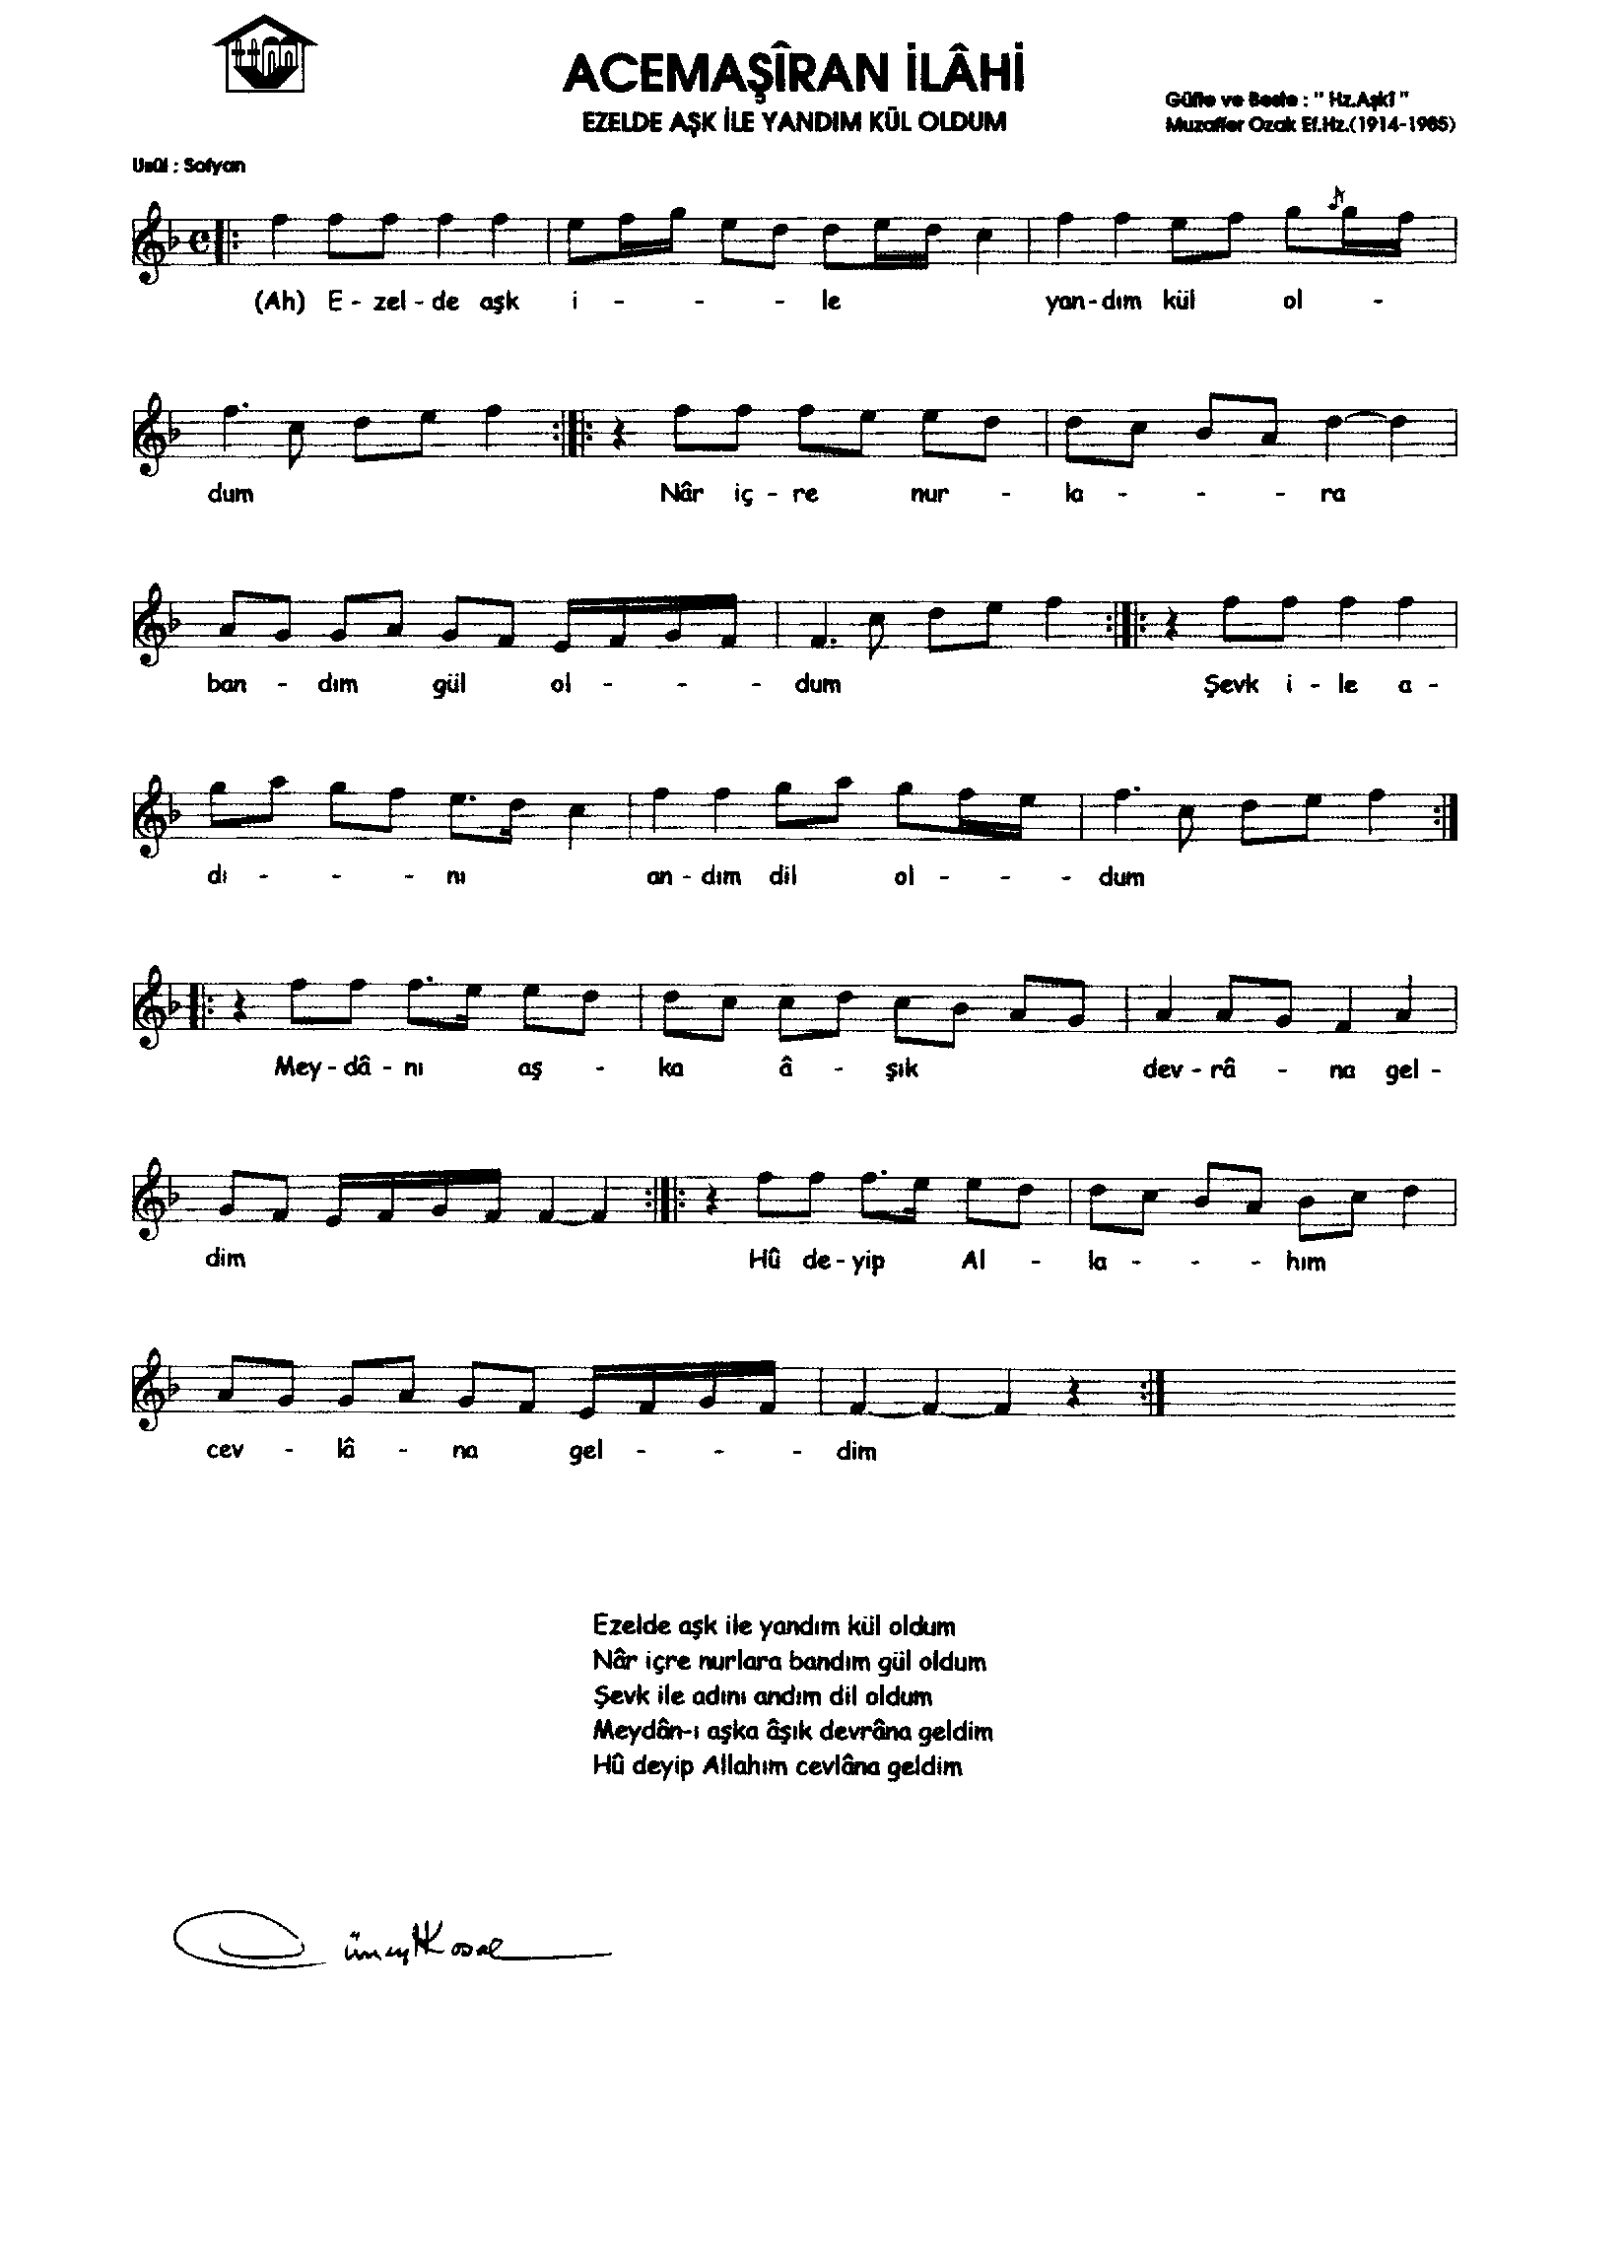 ACEMAŞÎRAN İLÂHİ
EZELDE AŞK İLE YANDIM KÜL OLDUM
Güfte ve Beste : " Hz.Aşkî "
Muzaffer Ozak Ef.Hz.(1914-1985)
Usûl : Sofyan
(Ah) E - zel - de aşk i - - - le yan - dım kül ol -
dum Nâr iç - re nur - la - - - ra
ban - dım gül ol - - - dum Şevk i - le a -
dı - - - nı an - dım dil ol - - - dum
Mey - dâ - nı aş - ka â - şık dev - râ - na gel -
dim Hû de - yip Al - la - - - hım
cev - lâ - na gel - - - dim
Ezelde aşk ile yandım kül oldum
Nâr içre nurlara bandım gül oldum
Şevk ile adını andım dil oldum
Meydân-ı aşka âşık devrâna geldim
Hû deyip Allahım cevlâna geldim
Cüneyt Kosal